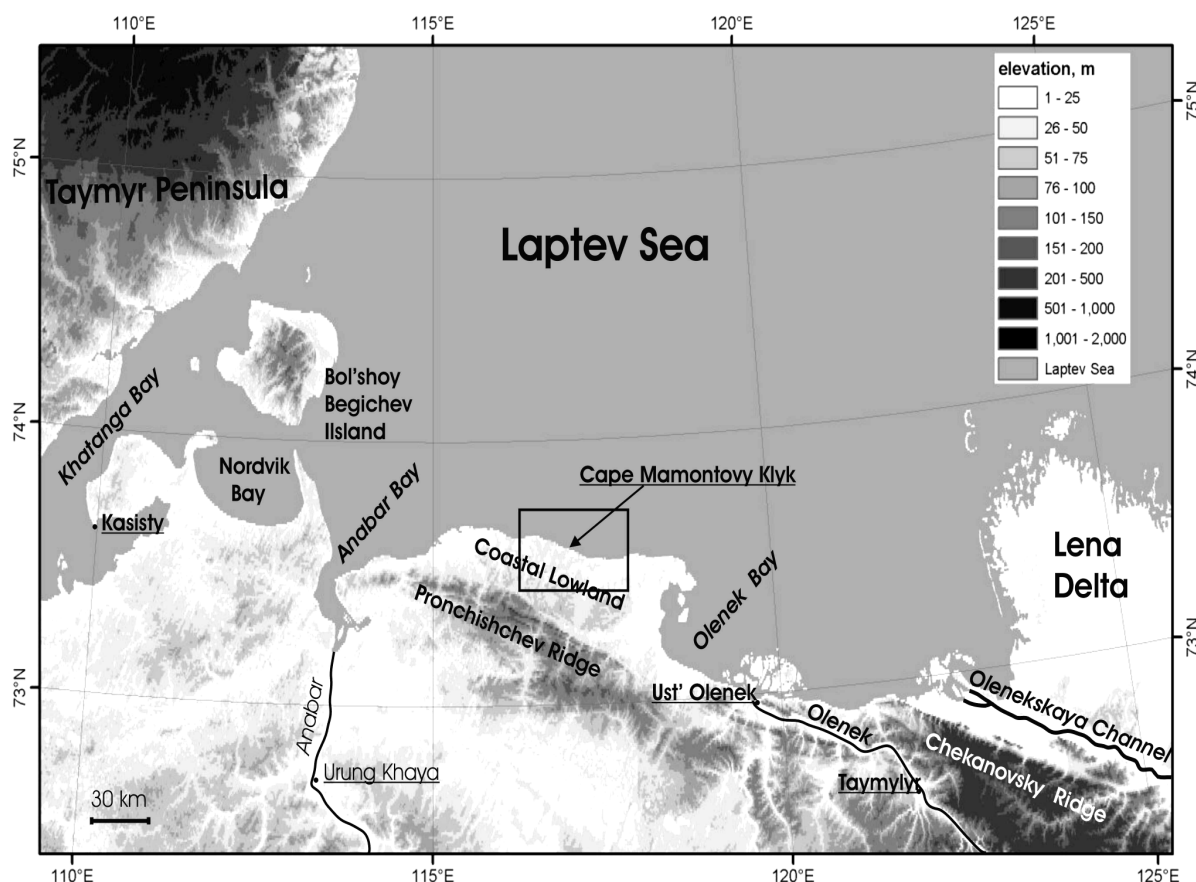 110°E
115°E
120°E
125°E
elevation, m
1 - 25
26 - 50
51 - 75
76 - 100
101 - 150
151 - 200
201 - 500
501 - 1,000
1,001 - 2,000
Laptev Sea
75°N
75°N
Taymyr Peninsula
Laptev Sea
74°N
74°N
Bol'shoy
Begichev
Ilsland
Khatanga Bay
Nordvik
Bay
Anabar Bay
Cape Mamontovy Klyk
Kasisty
Coastal Lowland
Lena
Delta
Pronchishchev Ridge
Olenek Bay
73°N
73°N
Ust' Olenek
Olenekskaya Channel
Anabar
Olenek
Chekanovsky Ridge
Urung Khaya
Taymylyr
30 km
110°E
115°E
120°E
125°E